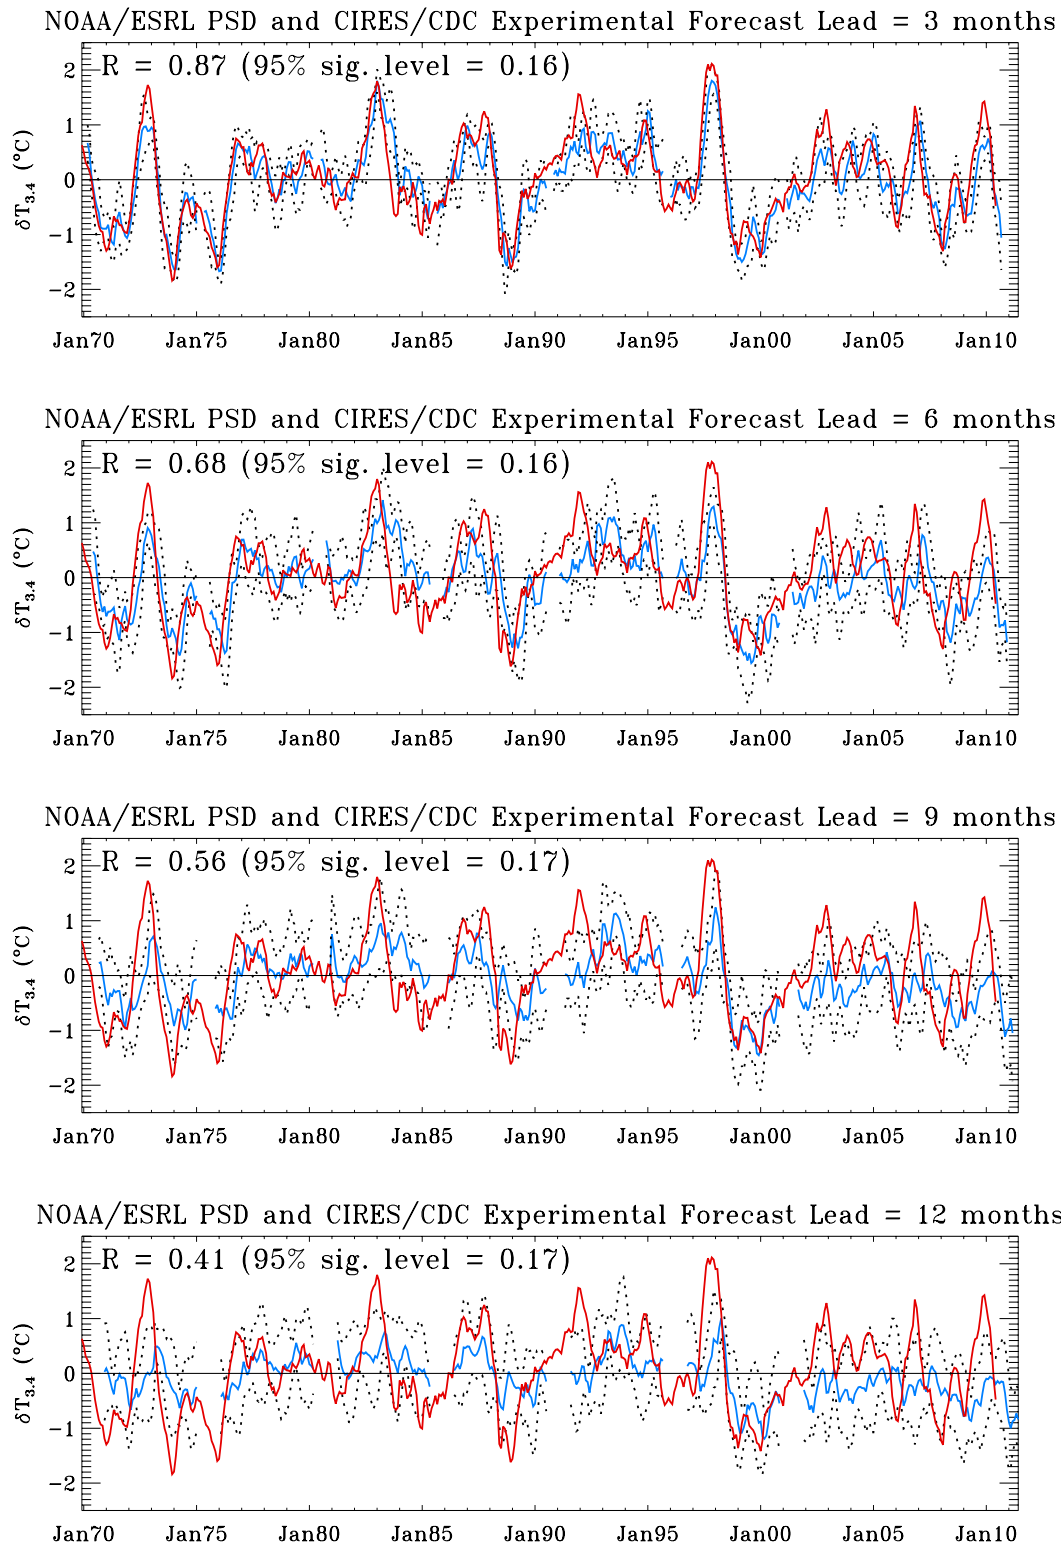 NOAA/ESRL PSD and CIRES/CDC Experimental Forecast Lead = 3 months
R = 0.87 (95% sig. level = 0.16)
2
1
0
−1
−2
δT3.4 (°C)
Jan70 Jan75 Jan80 Jan85 Jan90 Jan95 Jan00 Jan05 Jan10
NOAA/ESRL PSD and CIRES/CDC Experimental Forecast Lead = 6 months
R = 0.68 (95% sig. level = 0.16)
2
1
0
−1
−2
δT3.4 (°C)
Jan70 Jan75 Jan80 Jan85 Jan90 Jan95 Jan00 Jan05 Jan10
NOAA/ESRL PSD and CIRES/CDC Experimental Forecast Lead = 9 months
R = 0.56 (95% sig. level = 0.17)
2
1
0
−1
−2
δT3.4 (°C)
Jan70 Jan75 Jan80 Jan85 Jan90 Jan95 Jan00 Jan05 Jan10
NOAA/ESRL PSD and CIRES/CDC Experimental Forecast Lead = 12 months
R = 0.41 (95% sig. level = 0.17)
2
1
0
−1
−2
δT3.4 (°C)
Jan70 Jan75 Jan80 Jan85 Jan90 Jan95 Jan00 Jan05 Jan10